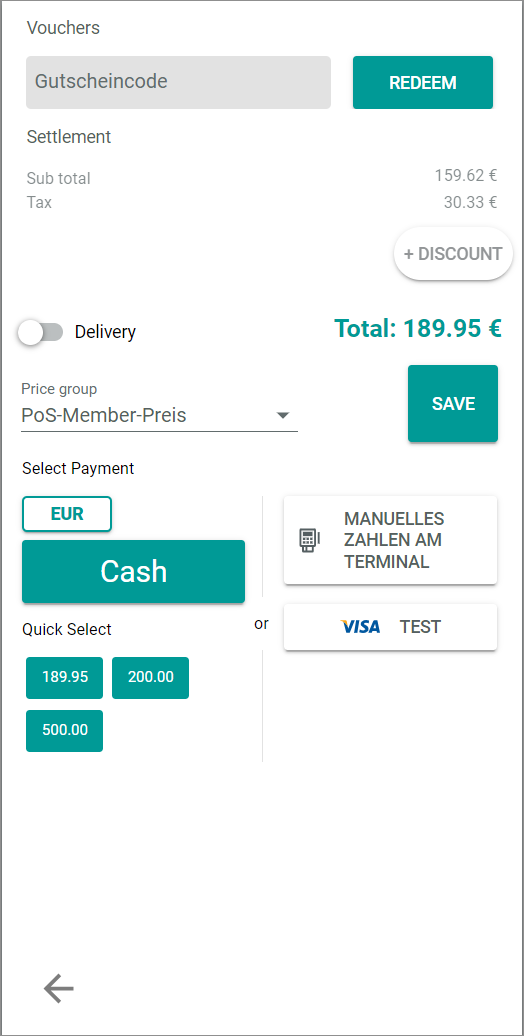 Vouchers
Gutscheincode
REDEEM
Settlement
Sub total 159.62 €
Tax 30.33 €
+ DISCOUNT
Delivery
Total: 189.95 €
Price group
PoS-Member-Preis
SAVE
Select Payment
EUR
Cash
Quick Select
189.95 200.00
500.00
or
MANUELLES
ZAHLEN AM
TERMINAL
VISA TEST